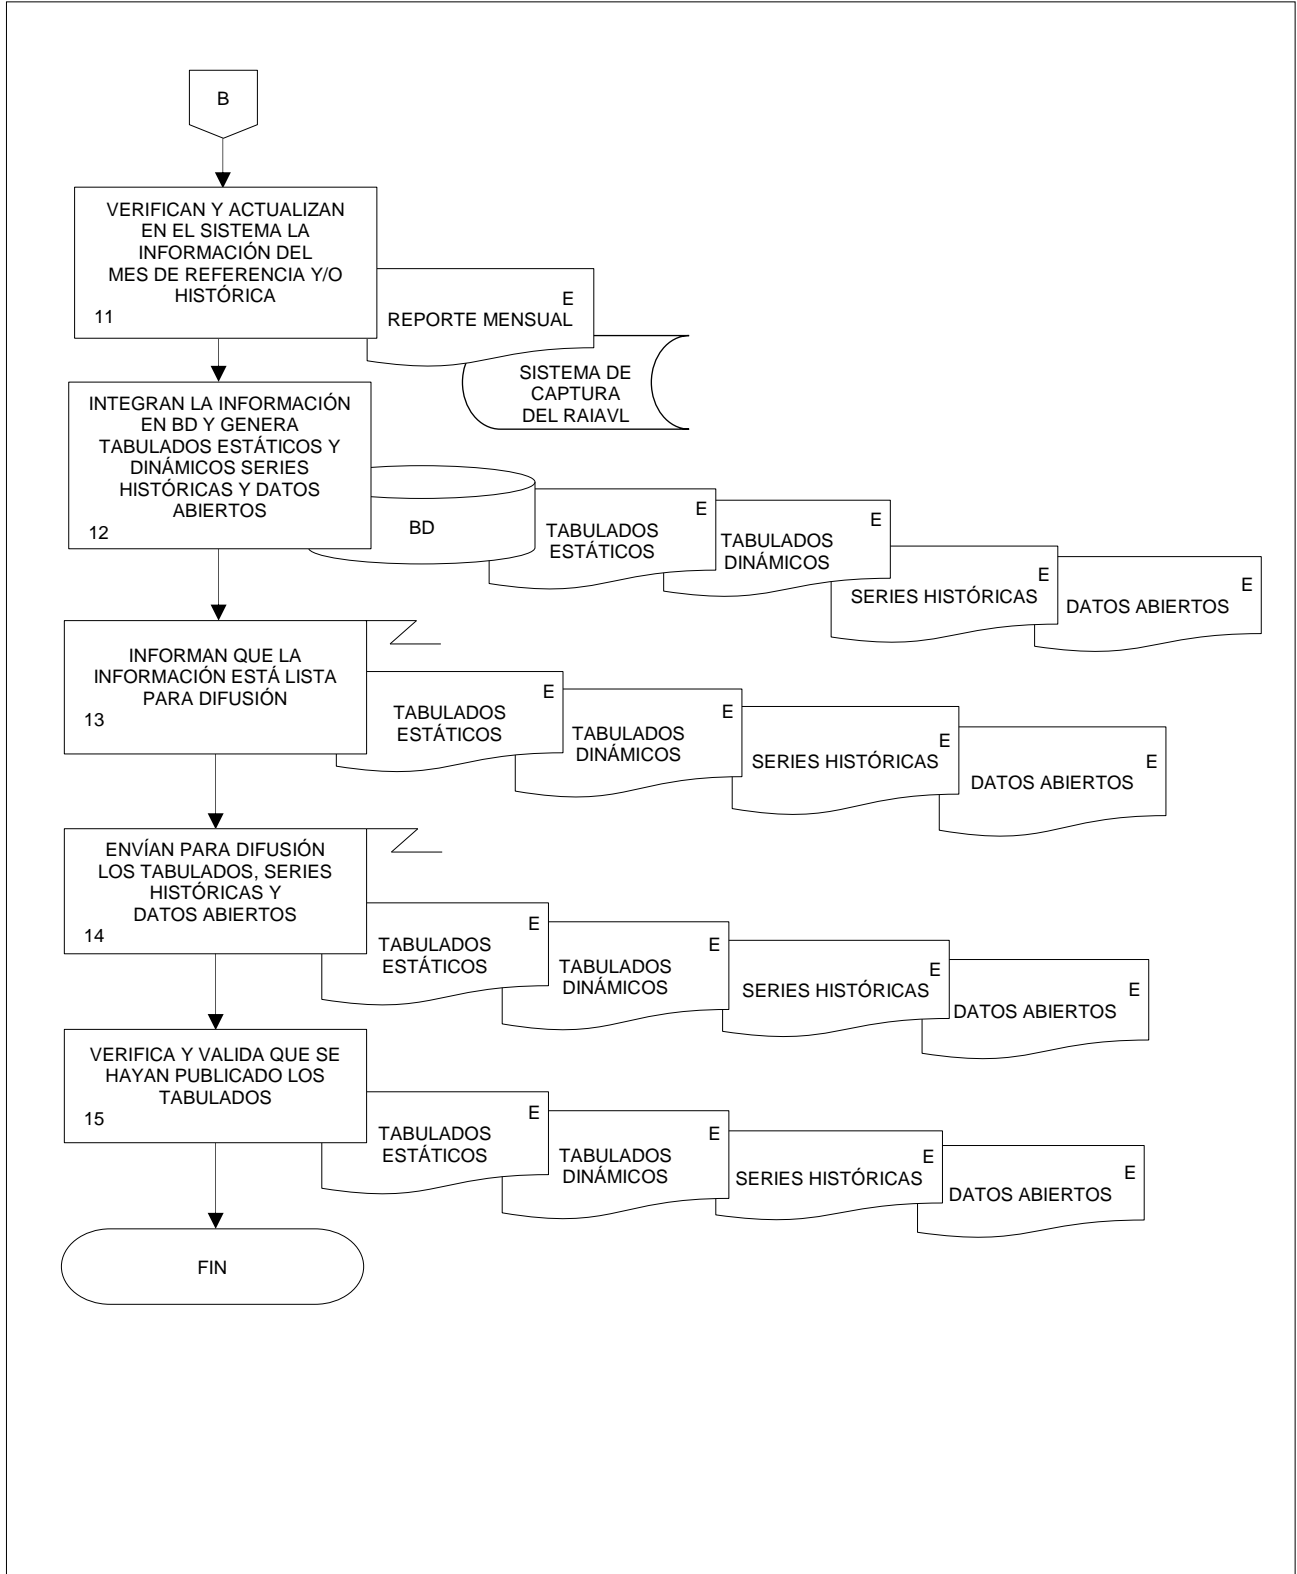 B
VERIFICAN Y ACTUALIZAN
EN EL SISTEMA LA
INFORMACIÓN DEL
MES DE REFERENCIA Y/O
HISTÓRICA
11
E
REPORTE MENSUAL
SISTEMA DE
CAPTURA
DEL RAIAVL
INTEGRAN LA INFORMACIÓN
EN BD Y GENERA
TABULADOS ESTÁTICOS Y
DINÁMICOS SERIES
HISTÓRICAS Y DATOS
ABIERTOS
12
BD
E
TABULADOS
ESTÁTICOS
E
TABULADOS
DINÁMICOS
E
SERIES HISTÓRICAS
E
DATOS ABIERTOS
INFORMAN QUE LA
INFORMACIÓN ESTÁ LISTA
PARA DIFUSIÓN
13
E
TABULADOS
ESTÁTICOS
E
TABULADOS
DINÁMICOS
E
SERIES HISTÓRICAS
E
DATOS ABIERTOS
ENVÍAN PARA DIFUSIÓN
LOS TABULADOS, SERIES
HISTÓRICAS Y
DATOS ABIERTOS
14
E
TABULADOS
ESTÁTICOS
E
TABULADOS
DINÁMICOS
E
SERIES HISTÓRICAS
E
DATOS ABIERTOS
VERIFICA Y VALIDA QUE SE
HAYAN PUBLICADO LOS
TABULADOS
15
E
TABULADOS
ESTÁTICOS
E
TABULADOS
DINÁMICOS
E
SERIES HISTÓRICAS
E
DATOS ABIERTOS
FIN